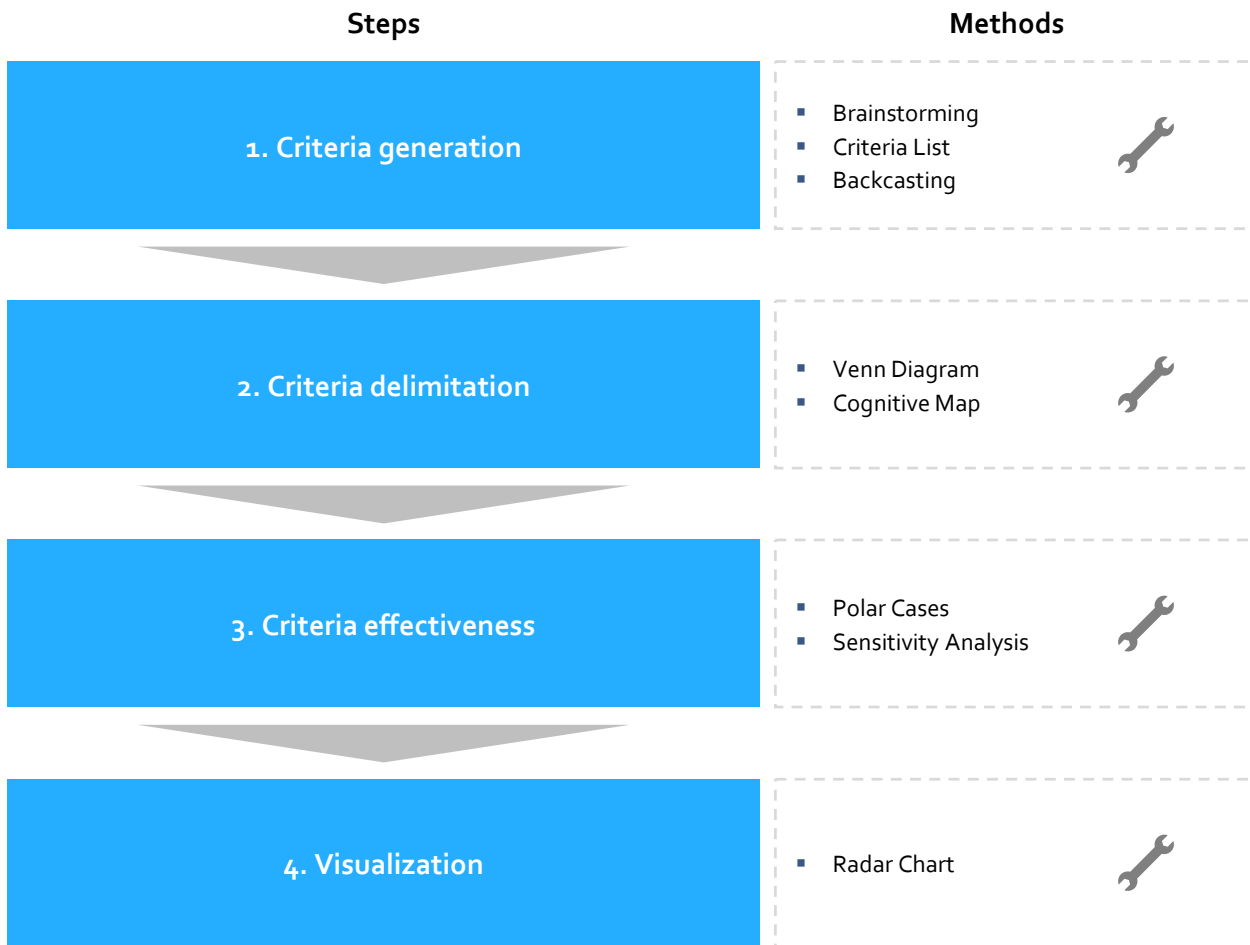 Steps
Methods
1. Criteria generation
▪ Brainstorming
▪ Criteria List
▪ Backcasting
2. Criteria delimitation
▪ Venn Diagram
▪ Cognitive Map
3. Criteria effectiveness
▪ Polar Cases
▪ Sensitivity Analysis
4. Visualization
▪ Radar Chart